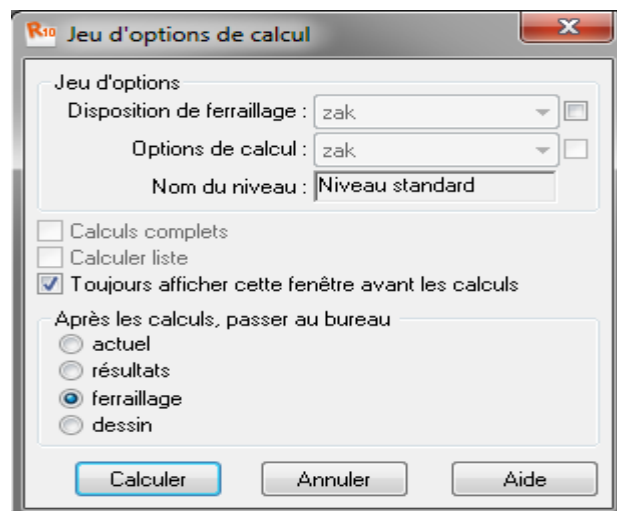 R10 Jeu d'options de calcul
Jeu d'options
Disposition de ferraillage : zak
Options de calcul : zak
Nom du niveau : Niveau standard
Calculs complets
Calculer liste
Toujours afficher cette fenêtre avant les calculs
Après les calculs, passer au bureau
actuel
résultats
ferraillage
dessin
Calculer Annuler Aide